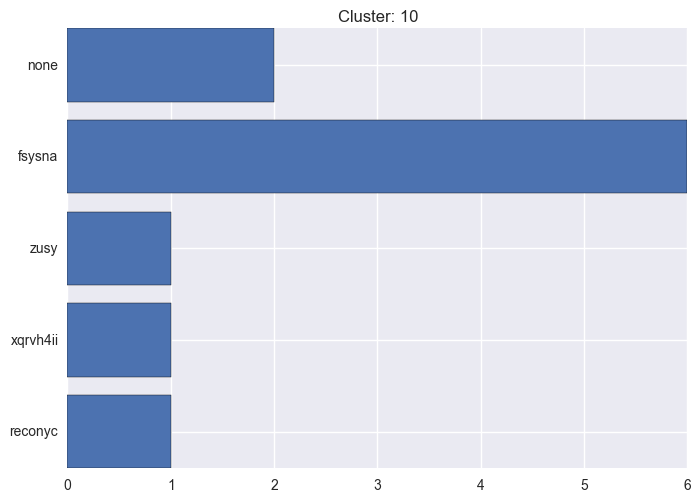 Cluster: 10
none
fsysna
zusy
xqrvh4ii
reconyc
0 1 2 3 4 5 6